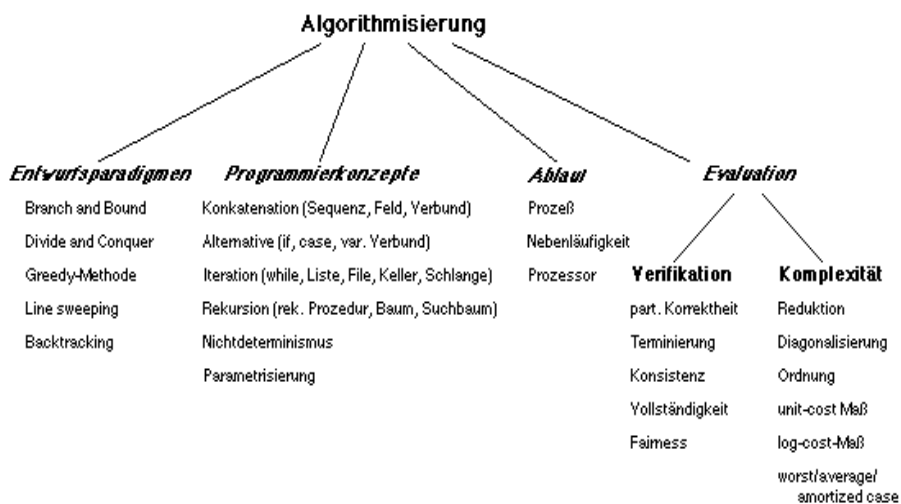 Algorithmisierung
Entwurfsparadigmen
Branch and Bound
Divide and Conquer
Greedy-Methode
Line sweeping
Backtracking
Programmierkonzepte
Konkatenation (Sequenz, Feld, Verbund)
Alternative (if, case, var. Verbund)
Iteration (while, Liste, File, Keller, Schlange)
Rekursion (rek. Prozedur, Baum, Suchbaum)
Nichtdeterminismus
Parametrisierung
Ablauf
Prozeß
Nebenläufigkeit
Prozessor
Evaluation
Verifikation
part. Korrektheit
Terminierung
Konsistenz
Vollständigkeit
Fairness
Komplexität
Reduktion
Diagonalisierung
Ordnung
unit-cost Maß
log-cost-Maß
worst/average/
amortized case